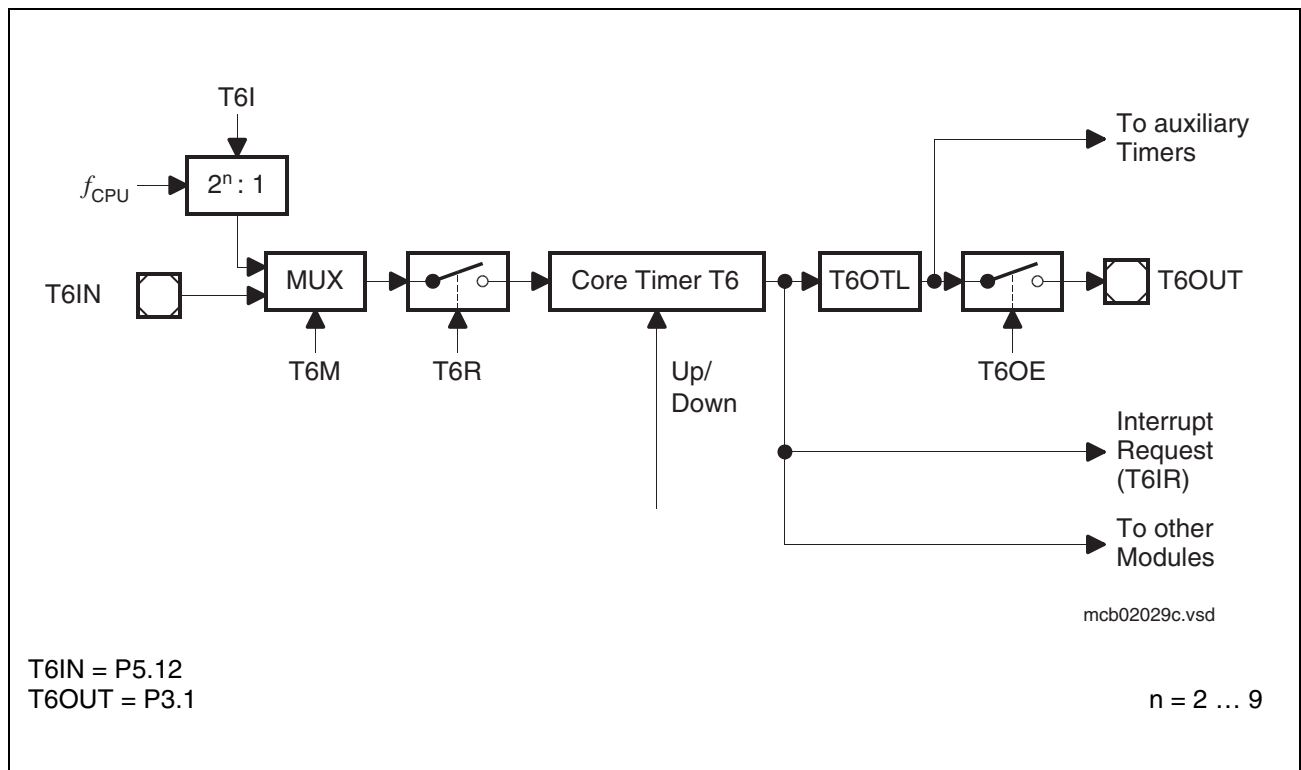 T6I
To auxiliary
Timers
fCPU
2ⁿ : 1
T6IN
MUX
Core Timer T6
T6OTL
T6OUT
T6M
T6R
Up/
Down
T6OE
Interrupt
Request
(T6IR)
To other
Modules
mcb02029c.vsd
T6IN = P5.12
T6OUT = P3.1
n = 2 … 9